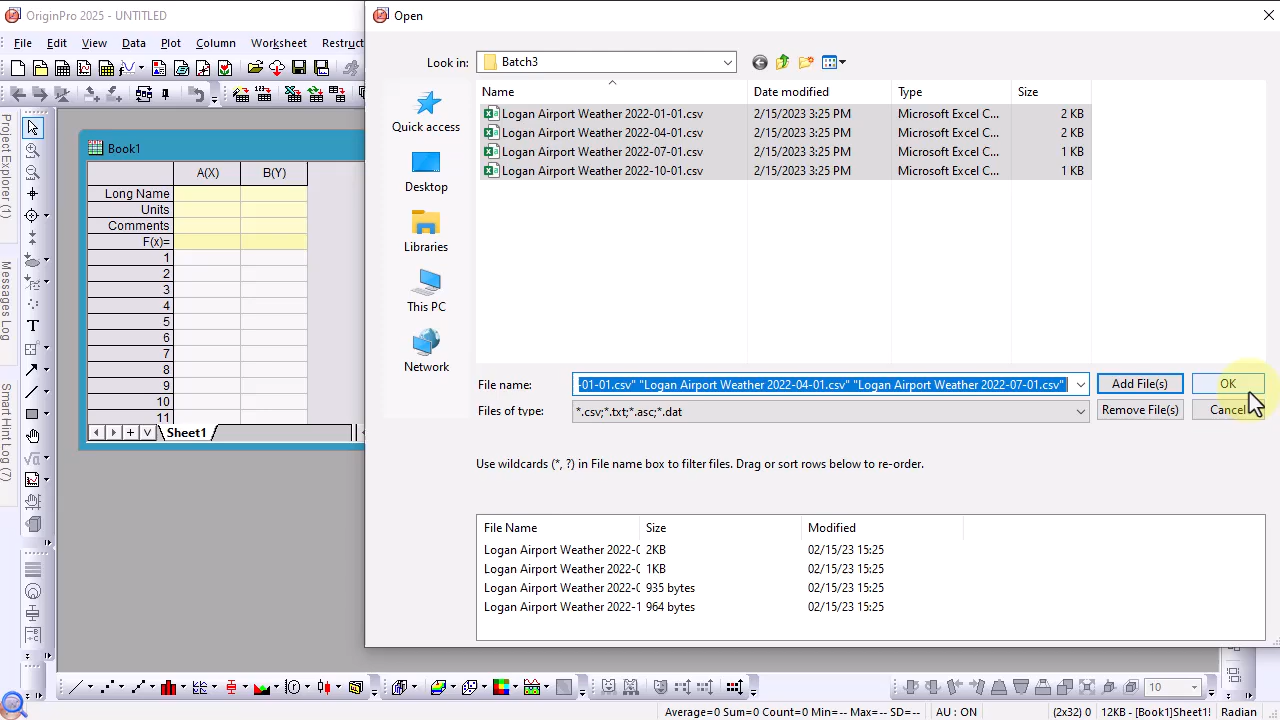 OriginPro 2025 - UNTITLED
File Edit View Data Plot Column Worksheet Restruct
Project Explorer (1)
Messages Log
Smart Hint Log (7)
Book1
A(X) B(Y)
Long Name
Units
Comments
F(x)=
1
2
3
4
5
6
7
8
9
10
11
Sheet1
Open
Look in: Batch3
Quick access
Desktop
Libraries
This PC
Network
Name Date modified Type Size
Logan Airport Weather 2022-01-01.csv 2/15/2023 3:25 PM Microsoft Excel C... 2 KB
Logan Airport Weather 2022-04-01.csv 2/15/2023 3:25 PM Microsoft Excel C... 2 KB
Logan Airport Weather 2022-07-01.csv 2/15/2023 3:25 PM Microsoft Excel C... 1 KB
Logan Airport Weather 2022-10-01.csv 2/15/2023 3:25 PM Microsoft Excel C... 1 KB
File name: -01-01.csv" "Logan Airport Weather 2022-04-01.csv" "Logan Airport Weather 2022-07-01.csv" Add File(s) OK
Files of type: *.csv;*.txt;*.asc;*.dat Remove File(s) Cancel
Use wildcards (*, ?) in File name box to filter files. Drag or sort rows below to re-order.
File Name Size Modified
Logan Airport Weather 2022-0 2KB 02/15/23 15:25
Logan Airport Weather 2022-0 1KB 02/15/23 15:25
Logan Airport Weather 2022-0 935 bytes 02/15/23 15:25
Logan Airport Weather 2022-1 964 bytes 02/15/23 15:25
10
Average=0 Sum=0 Count=0 Min=-- Max=-- SD=-- AU : ON (2x32) 0 12KB - [Book1]Sheet1! Radian